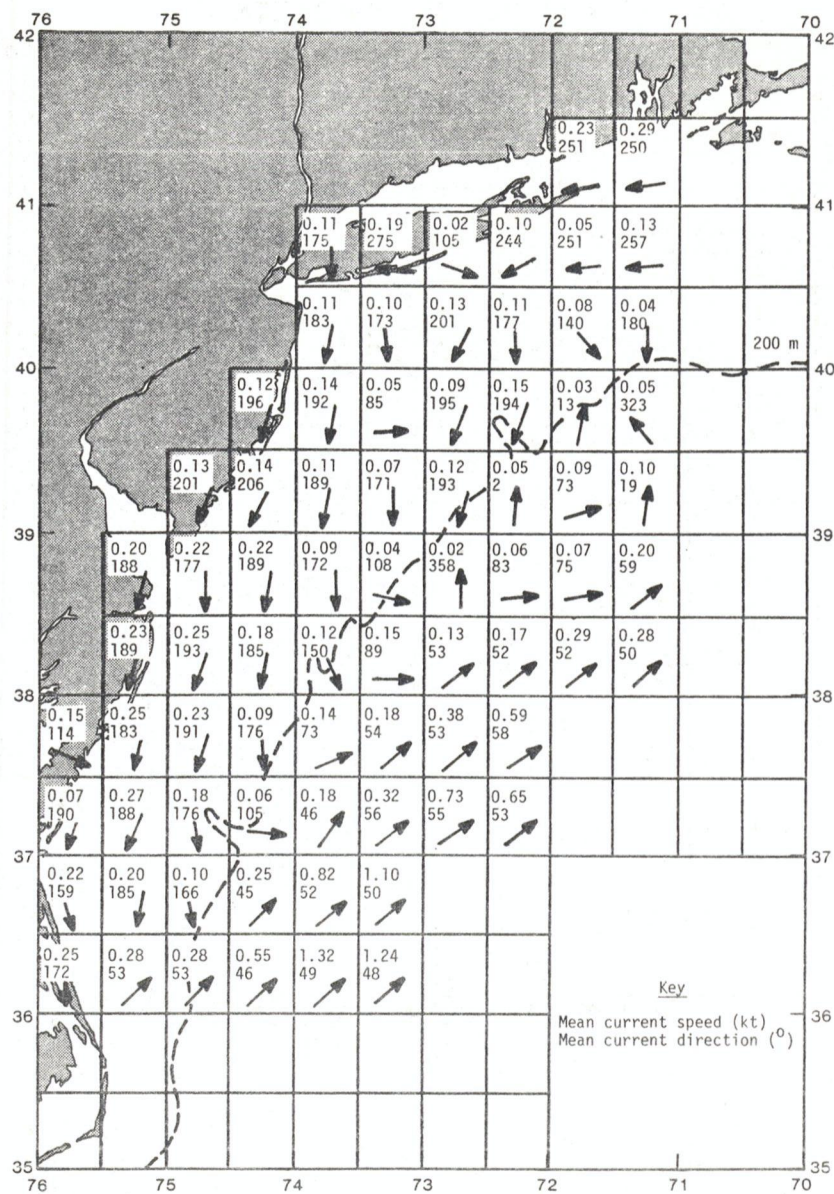 76 75 74 73 72 71 70
42 42
0.23 0.29
251 250
41 41
0.11 0.19 0.02 0.10 0.05 0.13
175 275 105 244 251 257
0.11 0.10 0.13 0.11 0.08 0.04
183 173 201 177 140 180
200 m
40 40
0.12 0.14 0.05 0.09 0.15 0.03 0.05
196 192 85 195 194 13 323
0.13 0.14 0.11 0.07 0.12 0.05 0.09 0.10
201 206 189 171 193 2 73 19
39 39
0.20 0.22 0.22 0.09 0.04 0.02 0.06 0.07 0.20
188 177 189 172 108 358 83 75 59
0.23 0.25 0.18 0.12 0.15 0.13 0.17 0.29 0.28
189 193 185 150 89 53 52 52 50
38 38
0.15 0.25 0.23 0.09 0.14 0.18 0.38 0.59
114 183 191 176 73 54 53 58
0.07 0.27 0.18 0.06 0.18 0.32 0.73 0.65
190 188 176 105 46 56 55 53
37 37
0.22 0.20 0.10 0.25 0.82 1.10
159 185 166 45 52 50
0.25 0.28 0.28 0.55 1.32 1.24
172 53 53 46 49 48
Key
36 36
Mean current speed (kt)
Mean current direction (°)
35 35
76 75 74 73 72 71 70